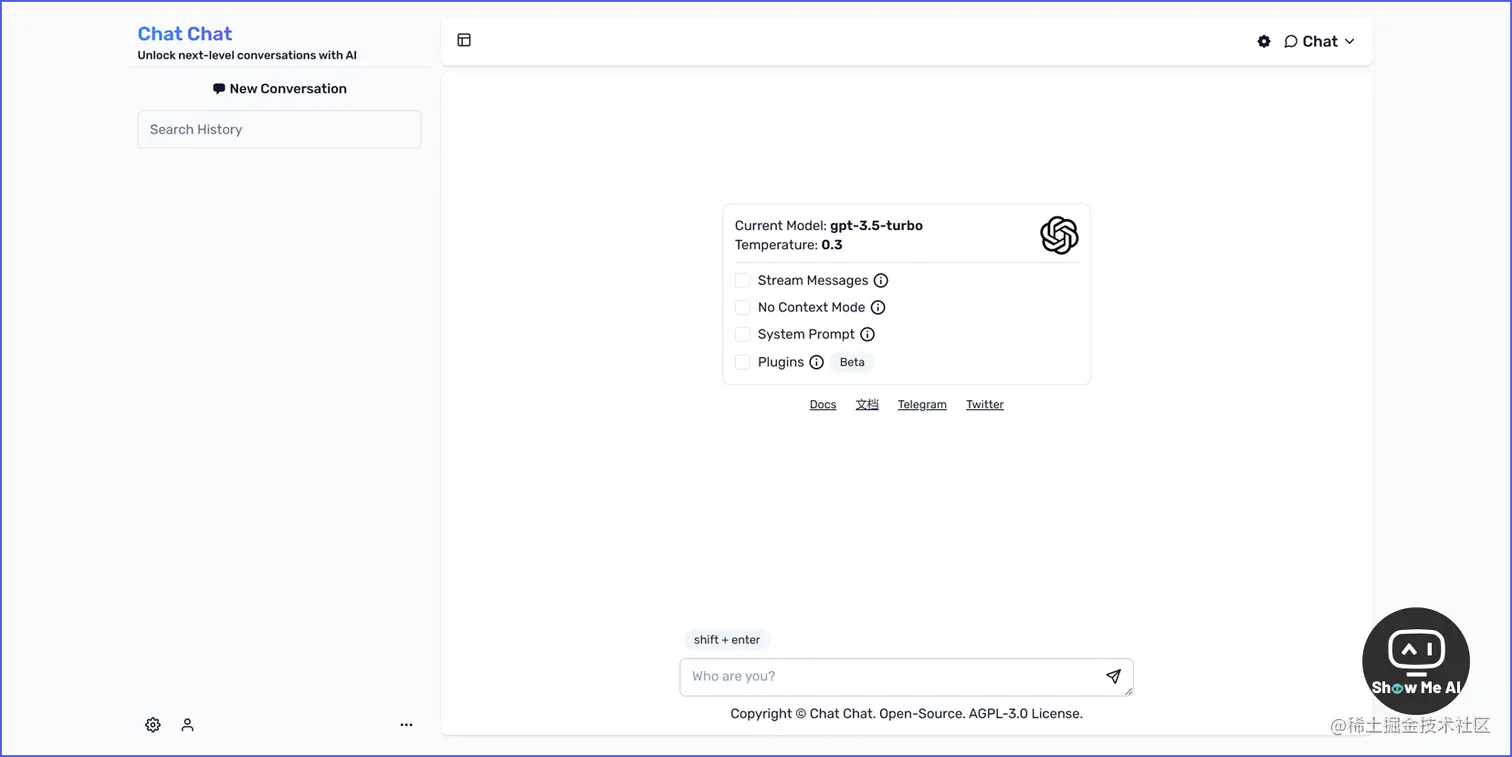 Chat Chat
Unlock next-level conversations with AI
New Conversation
Search History
Chat
Current Model: gpt-3.5-turbo
Temperature: 0.3
Stream Messages
No Context Mode
System Prompt
Plugins Beta
Docs 文档 Telegram Twitter
shift + enter
Who are you?
Copyright © Chat Chat. Open-Source. AGPL-3.0 License.
Show Me AI
@稀土掘金技术社区